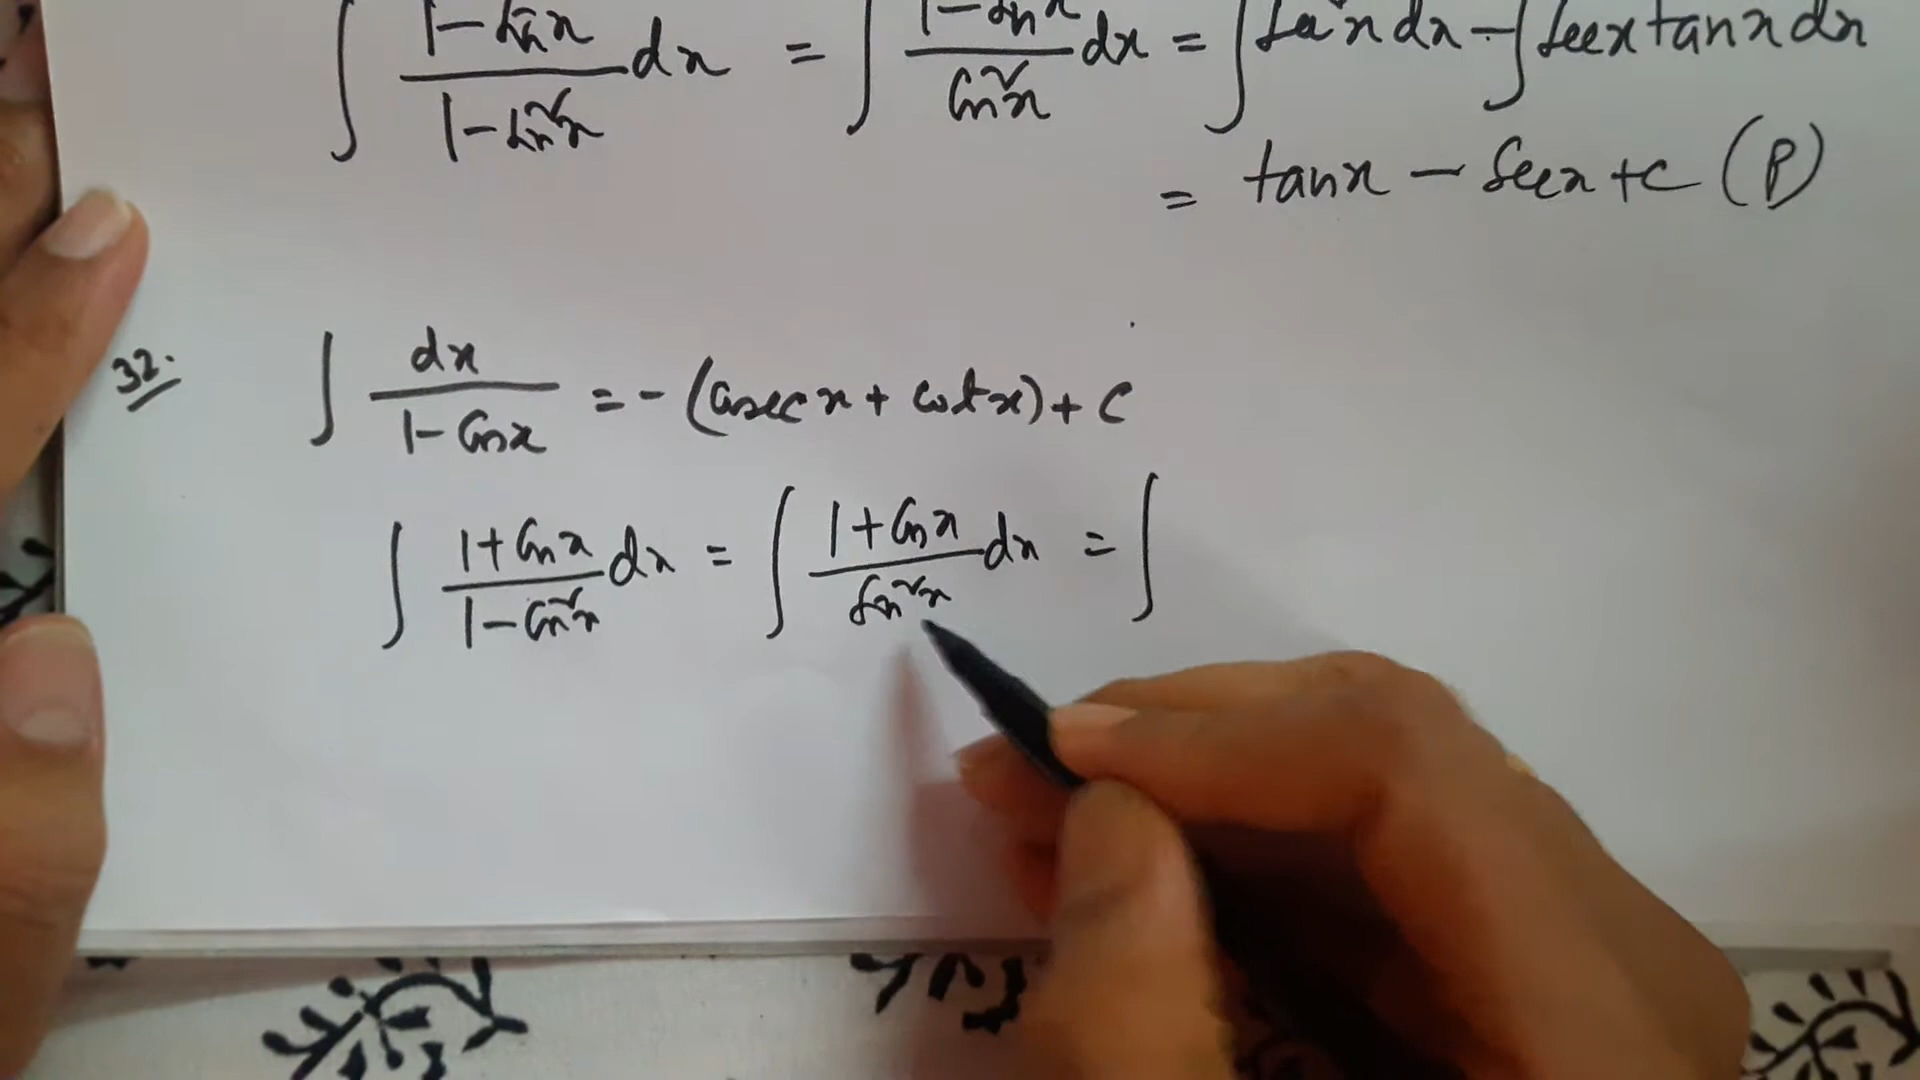 ∫ (1 - sin x)/(1 - sin²x) dx = ∫ (1 - sin x)/(cos²x) dx = ∫ sec²x dx - ∫ sec x tan x dx
= tan x - sec x + c (P)
32. ∫ dx/(1 - cos x) = - (cosec x + cot x) + c
∫ (1 + cos x)/(1 - cos²x) dx = ∫ (1 + cos x)/(sin²x) dx = ∫